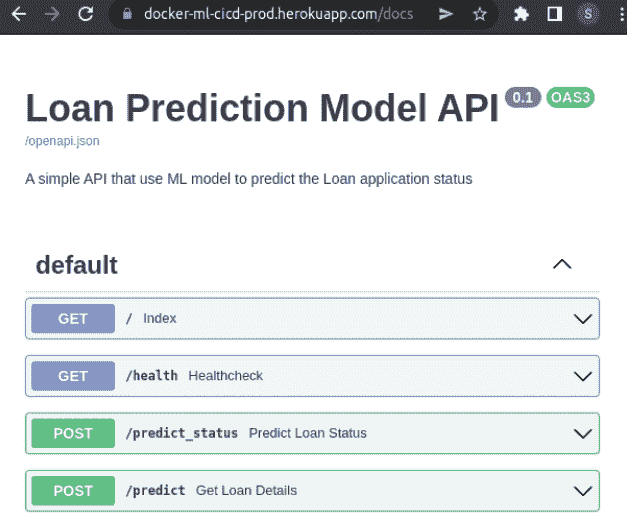 docker-ml-cicd-prod.herokuapp.com/docs
S
Loan Prediction Model API 0.1 OAS3
/openapi.json
A simple API that use ML model to predict the Loan application status
default
GET / Index
GET /health Healthcheck
POST /predict_status Predict Loan Status
POST /predict Get Loan Details